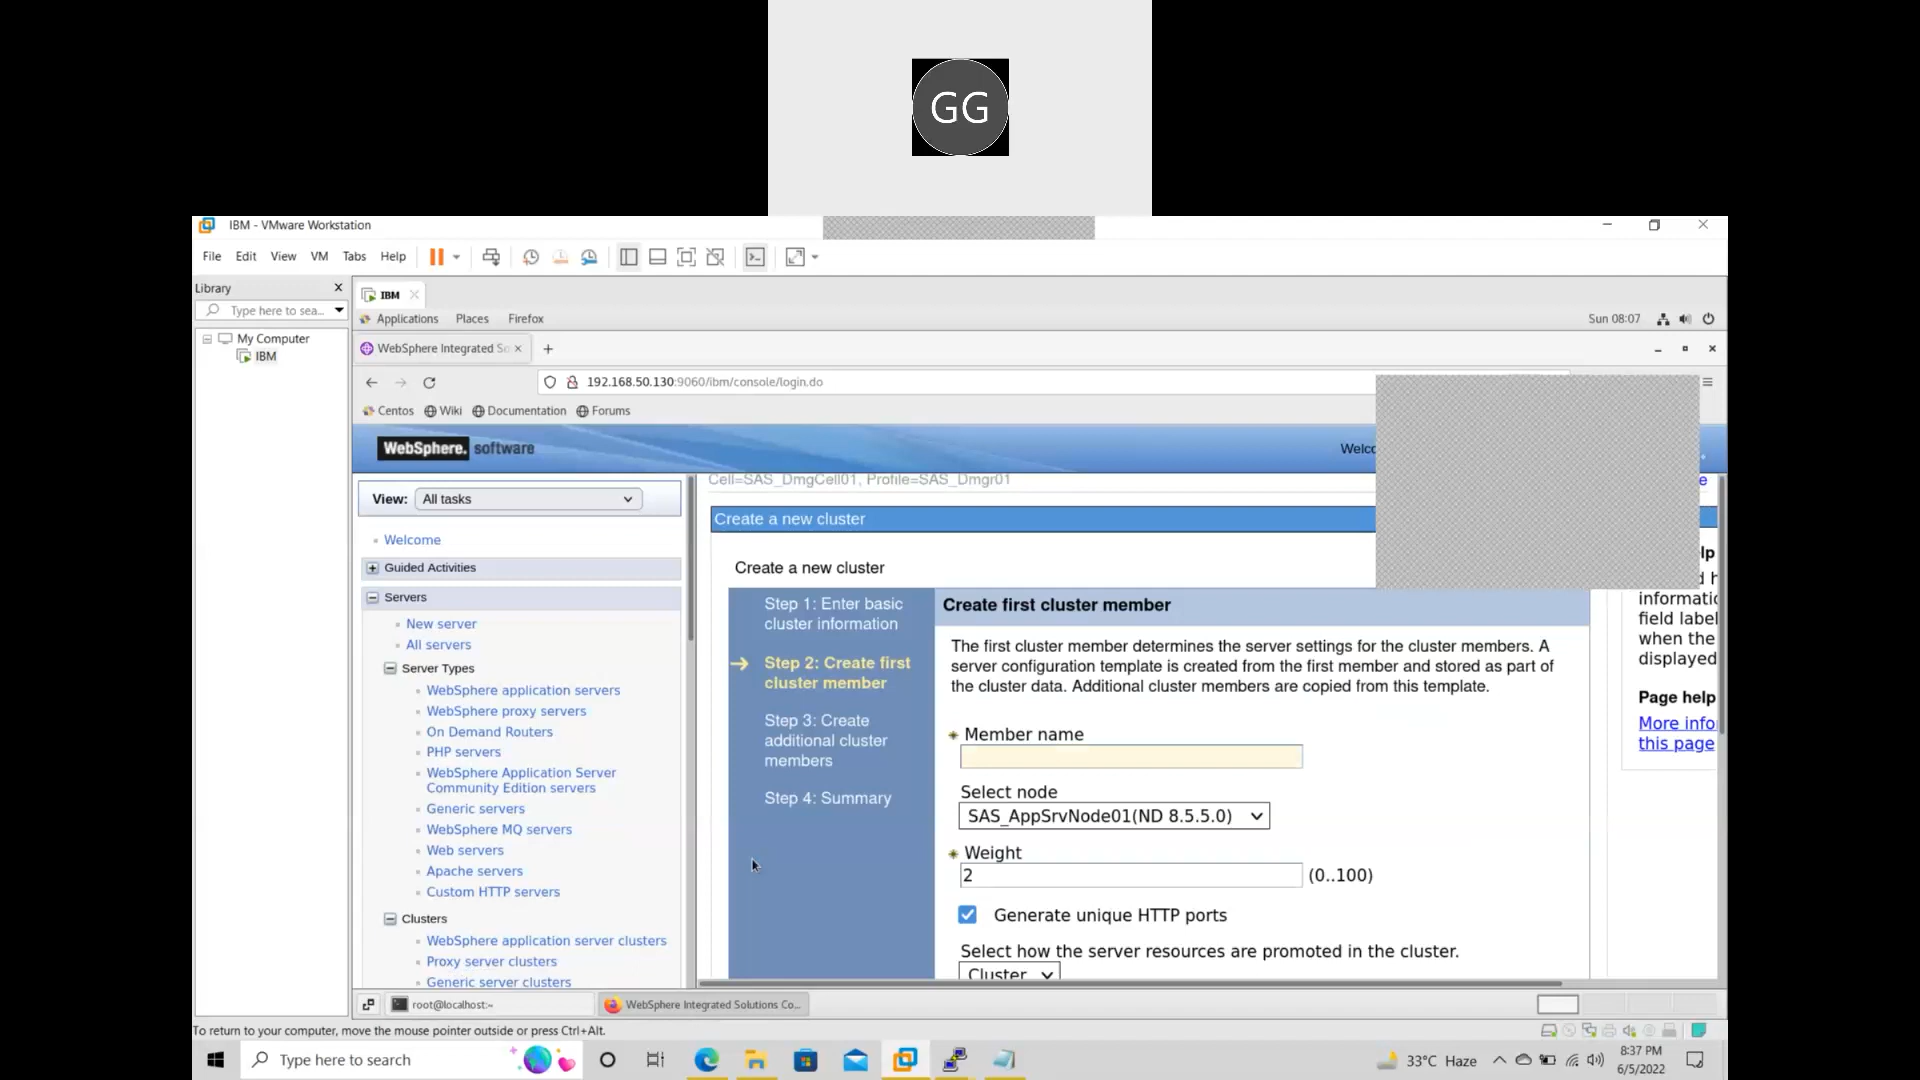 GG
IBM - VMware Workstation
File Edit View VM Tabs Help
Library
IBM
Type here to sea...
Applications Places Firefox
Sun 08:07
My Computer
IBM
WebSphere Integrated So
192.168.50.130:9060/ibm/console/login.do
Centos Wiki Documentation Forums
WebSphere. software
Welc
View: All tasks
Cell=SAS_DmgCell01, Profile=SAS_Dmgr01
Create a new cluster
Welcome
Guided Activities
Servers
New server
All servers
Server Types
WebSphere application servers
WebSphere proxy servers
On Demand Routers
PHP servers
WebSphere Application Server
Community Edition servers
Generic servers
WebSphere MQ servers
Web servers
Apache servers
Custom HTTP servers
Clusters
WebSphere application server clusters
Proxy server clusters
Generic server clusters
Create a new cluster
Step 1: Enter basic
cluster information
Step 2: Create first
cluster member
Step 3: Create
additional cluster
members
Step 4: Summary
Create first cluster member
The first cluster member determines the server settings for the cluster members. A
server configuration template is created from the first member and stored as part of
the cluster data. Additional cluster members are copied from this template.
Member name
Select node
SAS_AppSrvNode01(ND 8.5.5.0)
Weight
2 (0..100)
Generate unique HTTP ports
Select how the server resources are promoted in the cluster.
Cluster
e
lp
informatio
field label
when the
displayed
Page help
More info
this page
root@localhost:~
WebSphere Integrated Solutions Co...
To return to your computer, move the mouse pointer outside or press Ctrl+Alt.
Type here to search
33°C Haze
8:37 PM
6/5/2022